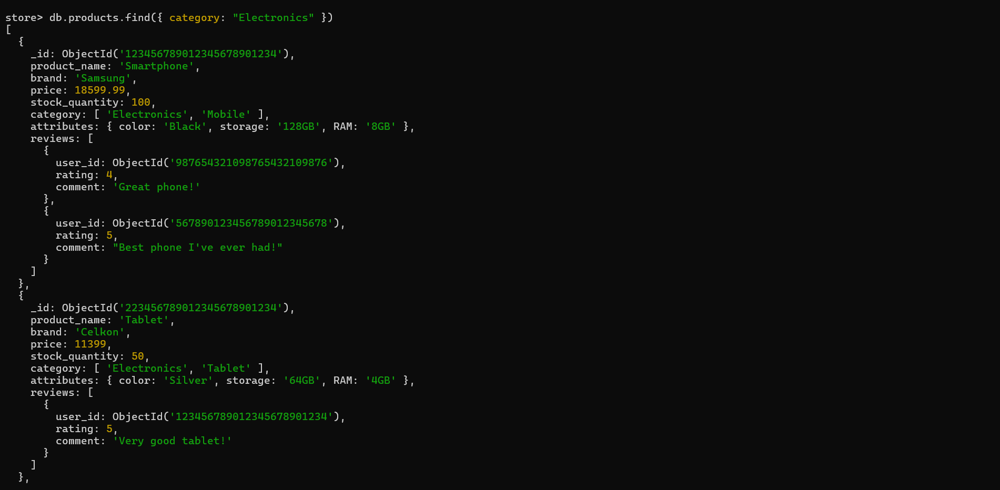 store> db.products.find({ category: "Electronics" })
[
  {
    _id: ObjectId('123456789012345678901234'),
    product_name: 'Smartphone',
    brand: 'Samsung',
    price: 18599.99,
    stock_quantity: 100,
    category: [ 'Electronics', 'Mobile' ],
    attributes: { color: 'Black', storage: '128GB', RAM: '8GB' },
    reviews: [
      {
        user_id: ObjectId('987654321098765432109876'),
        rating: 4,
        comment: 'Great phone!'
      },
      {
        user_id: ObjectId('567890123456789012345678'),
        rating: 5,
        comment: "Best phone I've ever had!"
      }
    ]
  },
  {
    _id: ObjectId('223456789012345678901234'),
    product_name: 'Tablet',
    brand: 'Celkon',
    price: 11399,
    stock_quantity: 50,
    category: [ 'Electronics', 'Tablet' ],
    attributes: { color: 'Silver', storage: '64GB', RAM: '4GB' },
    reviews: [
      {
        user_id: ObjectId('123456789012345678901234'),
        rating: 5,
        comment: 'Very good tablet!'
      }
    ]
  },